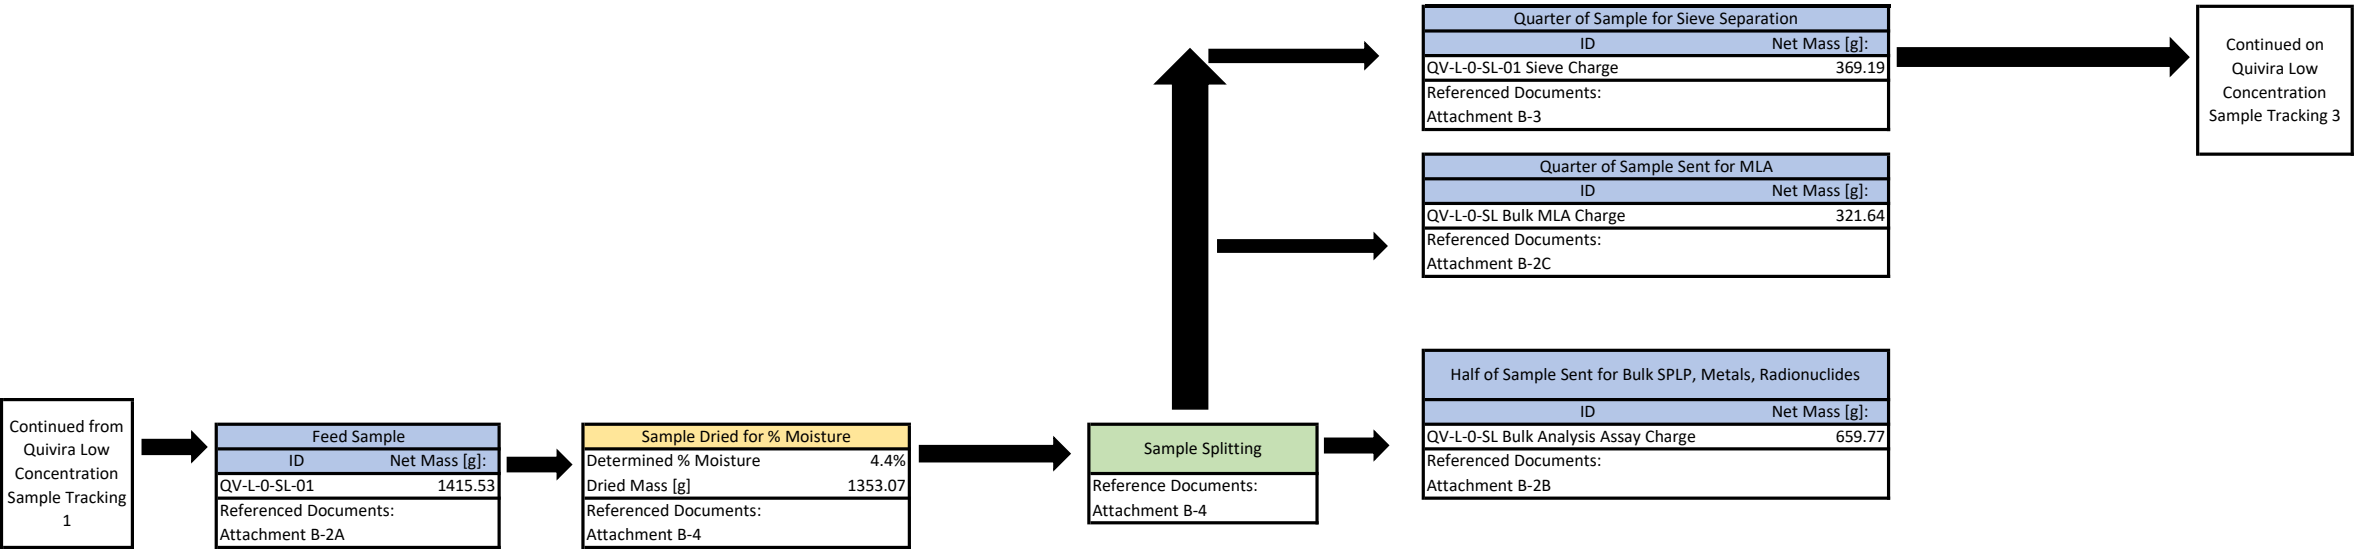 Continued from
Quivira Low
Concentration
Sample Tracking
1
Feed Sample
ID Net Mass [g]:
QV-L-0-SL-01 1415.53
Referenced Documents:
Attachment B-2A
Sample Dried for % Moisture
Determined % Moisture 4.4%
Dried Mass [g] 1353.07
Referenced Documents:
Attachment B-4
Sample Splitting
Reference Documents:
Attachment B-4
Quarter of Sample for Sieve Separation
ID Net Mass [g]:
QV-L-0-SL-01 Sieve Charge 369.19
Referenced Documents:
Attachment B-3
Quarter of Sample Sent for MLA
ID Net Mass [g]:
QV-L-0-SL Bulk MLA Charge 321.64
Referenced Documents:
Attachment B-2C
Half of Sample Sent for Bulk SPLP, Metals, Radionuclides
ID Net Mass [g]:
QV-L-0-SL Bulk Analysis Assay Charge 659.77
Referenced Documents:
Attachment B-2B
Continued on
Quivira Low
Concentration
Sample Tracking 3